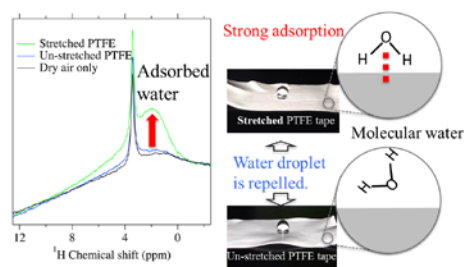 Stretched PTFE
Un-stretched PTFE
Dry air only
Adsorbed
water
12
8
4
0
¹H Chemical shift (ppm)
Strong adsorption
O
H H
Stretched PTFE tape
Molecular water
Water droplet
is repelled.
H
H O
Un-stretched PTFE tape